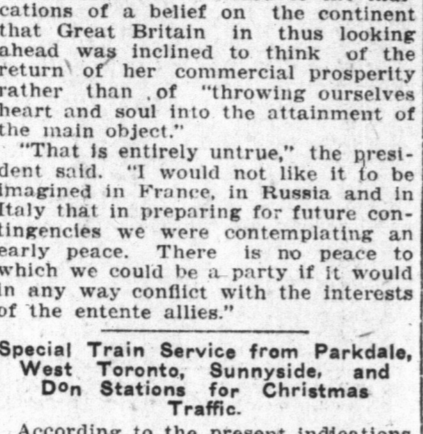 cations of a belief on the continent
that Great Britain in thus looking
ahead was inclined to think of the
return of her commercial prosperity
rather than of "throwing ourselves
heart and soul into the attainment of
the main object."
"That is entirely untrue," the presi-
dent said. "I would not like it to be
imagined in France, in Russia and in
Italy that in preparing for future con-
tingencies we were contemplating an
early peace. There is no peace to
which we could be a party if it would
in any way conflict with the interests
of the entente allies."
Special Train Service from Parkdale,
West Toronto, Sunnyside, and
Don Stations for Christmas
Traffic.
According to the present indications